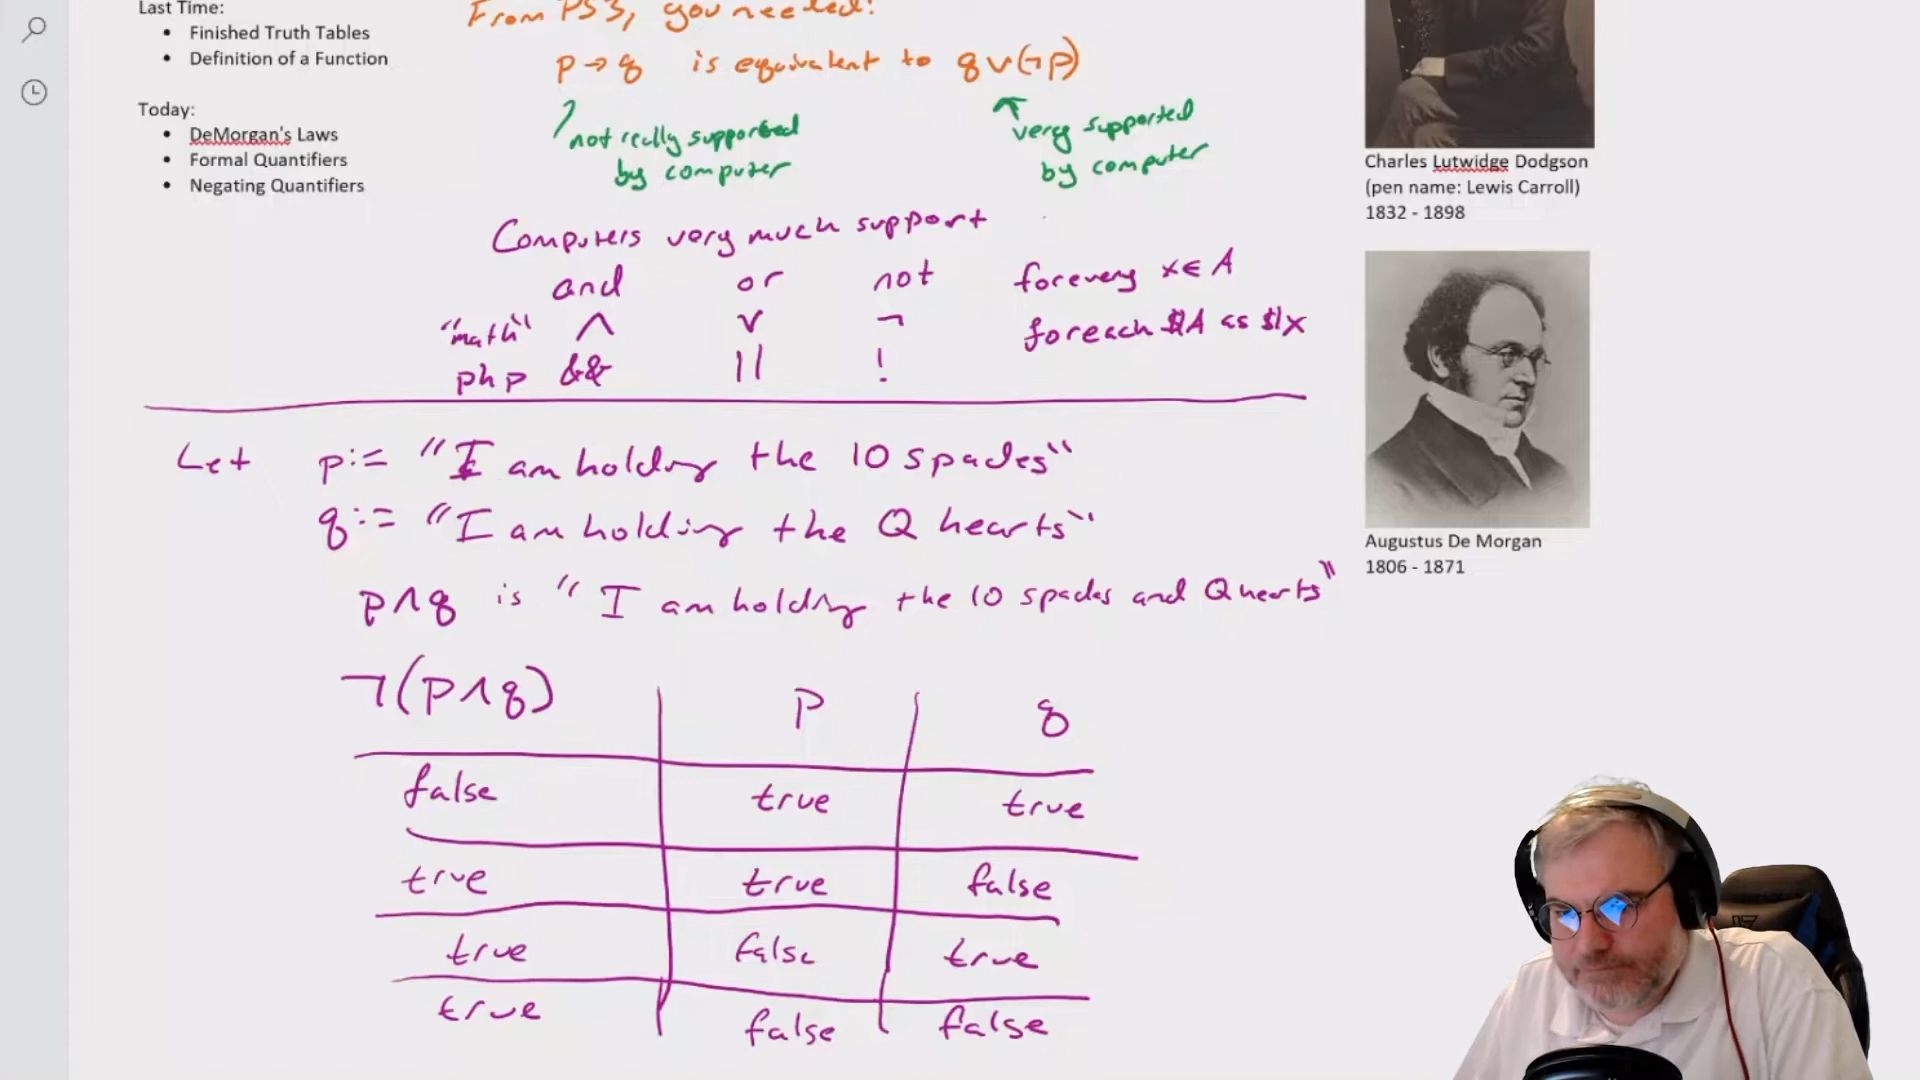 Last Time:
• Finished Truth Tables
• Definition of a Function
Today:
• DeMorgan's Laws
• Formal Quantifiers
• Negating Quantifiers
From PS3, you needed:
p → q is equivalent to q ∨ (¬p)
not really supported
by computer
very supported
by computer
Computers very much support
and or not for every x ∈ A
"math" ∧ ∨ ¬ foreach $A as $x
php && || !
Let p := "I am holding the 10 spades"
q := "I am holding the Q hearts"
p ∧ q is "I am holding the 10 spades and Q hearts"
¬(p ∧ q) p q
false true true
true true false
true false true
true false false
Charles Lutwidge Dodgson
(pen name: Lewis Carroll)
1832 - 1898
Augustus De Morgan
1806 - 1871